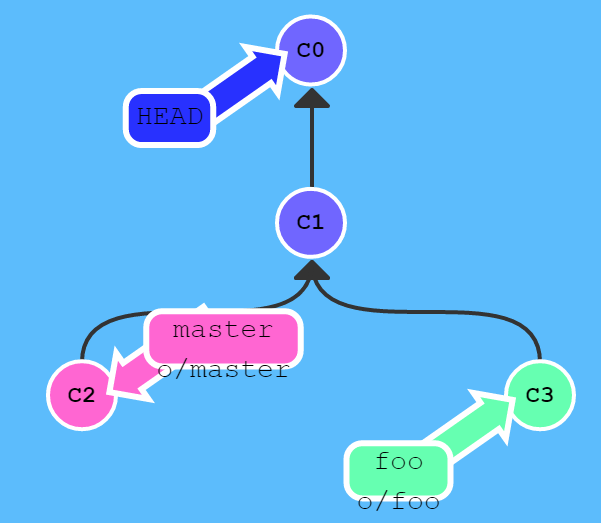 C0
HEAD
C1
master
o/master
C2
C3
foo
o/foo